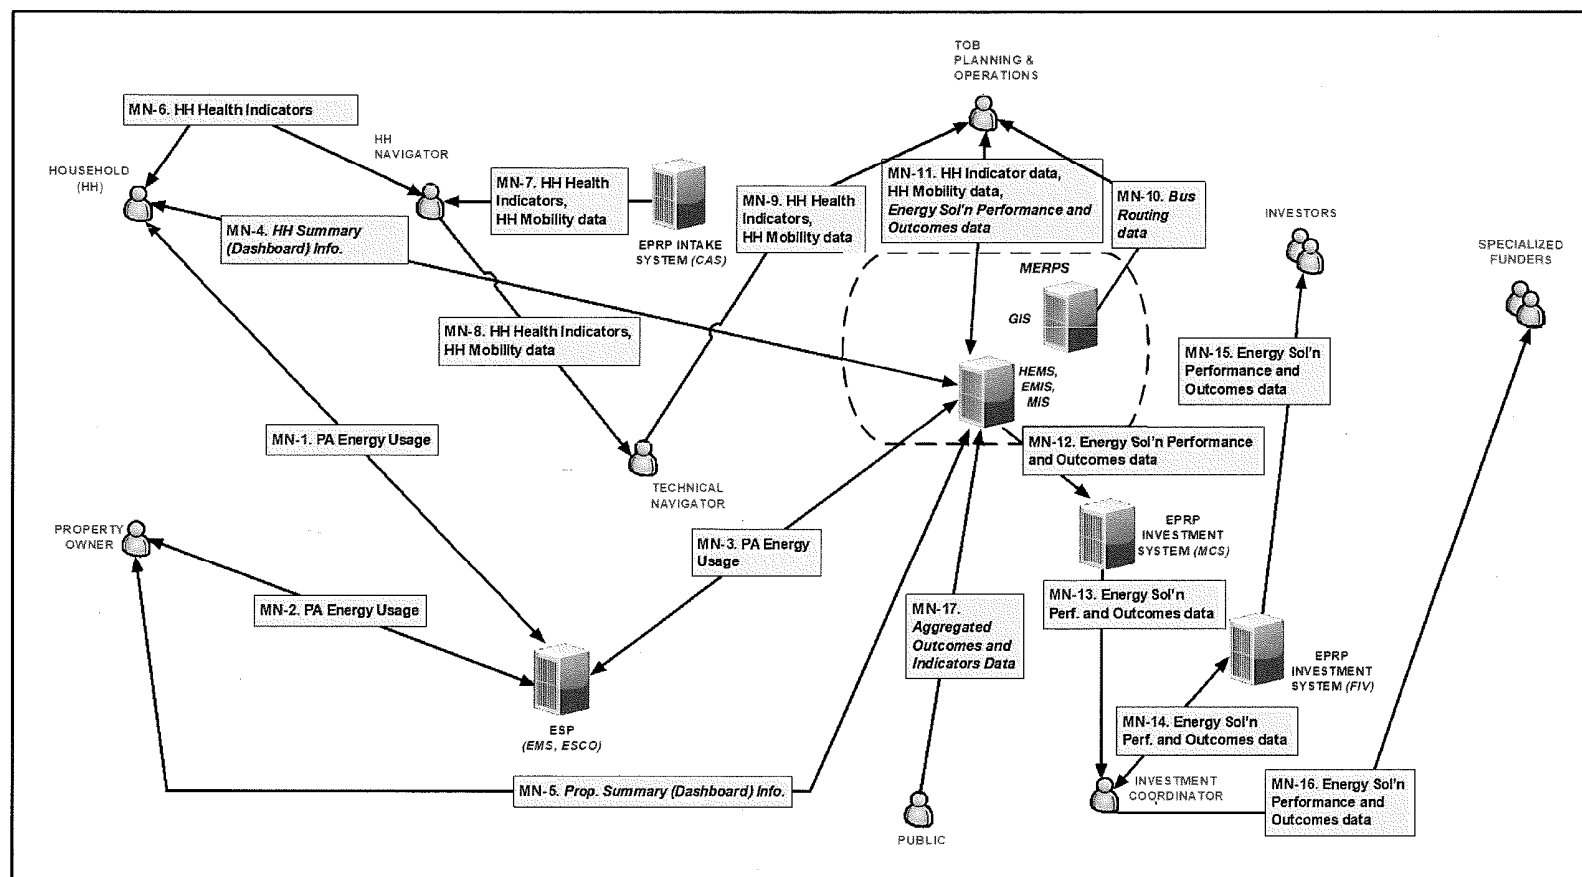 TOB
PLANNING &
OPERATIONS
MN-6. HH Health Indicators
HH
NAVIGATOR
HOUSEHOLD
(HH)
MN-7. HH Health
Indicators,
HH Mobility data
EPRP INTAKE
SYSTEM (CAS)
MN-9. HH Health
Indicators,
HH Mobility data
MN-11. HH Indicator data,
HH Mobility data,
Energy Sol'n Performance and
Outcomes data
MN-10. Bus
Routing
data
INVESTORS
SPECIALIZED
FUNDERS
MN-4. HH Summary
(Dashboard) Info.
MERPS
GIS
MN-8. HH Health Indicators,
HH Mobility data
HEMS,
EMIS,
MIS
MN-15. Energy Sol'n
Performance and
Outcomes data
MN-1. PA Energy Usage
MN-12. Energy Sol'n Performance
and Outcomes data
TECHNICAL
NAVIGATOR
PROPERTY
OWNER
MN-3. PA Energy
Usage
EPRP
INVESTMENT
SYSTEM (MCS)
MN-2. PA Energy Usage
MN-17.
Aggregated
Outcomes and
Indicators Data
MN-13. Energy Sol'n
Perf. and Outcomes data
EPRP
INVESTMENT
SYSTEM (FIV)
ESP
(EMS, ESCO)
MN-14. Energy Sol'n
Perf. and Outcomes data
MN-5. Prop. Summary (Dashboard) Info.
INVESTMENT
COORDINATOR
MN-16. Energy Sol'n
Performance and
Outcomes data
PUBLIC